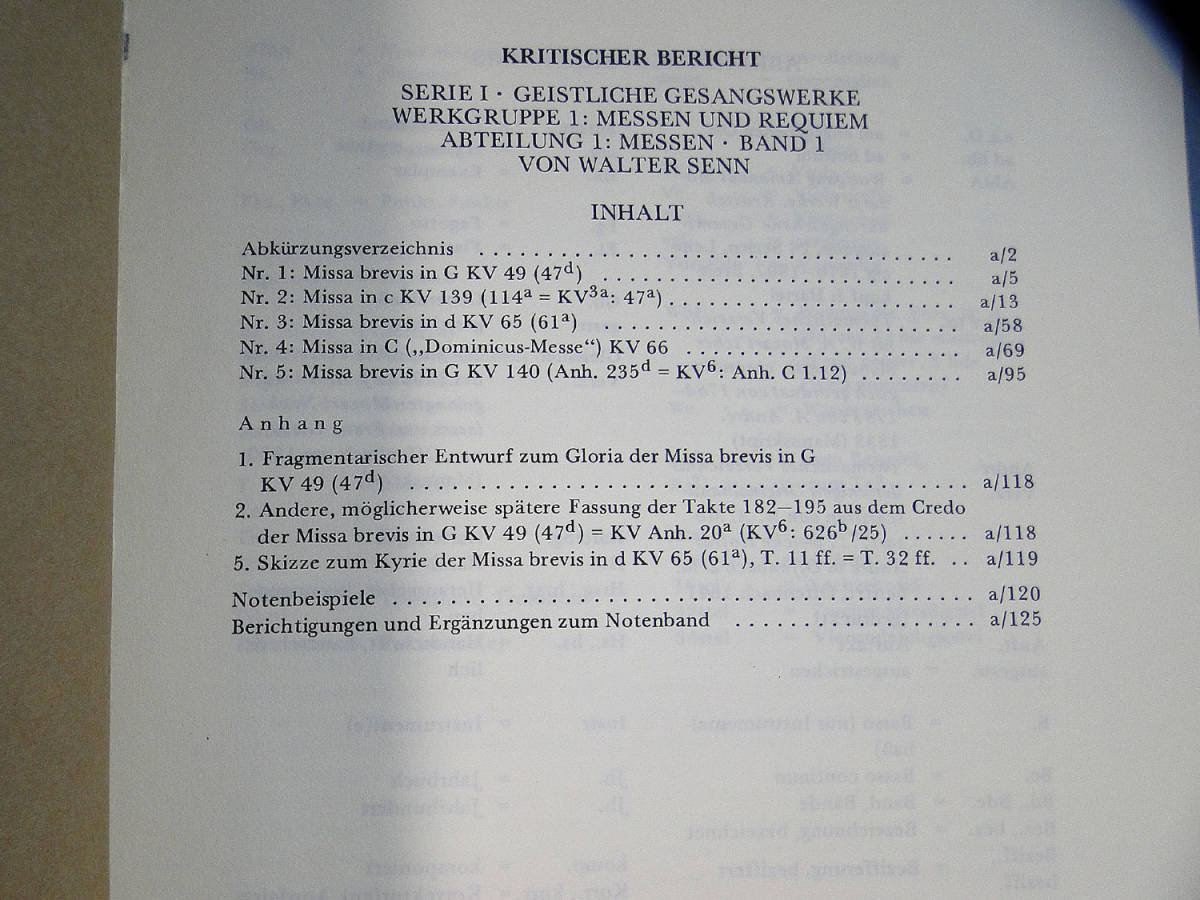 KRITISCHER BERICHT
SERIE I · GEISTLICHE GESANGSWERKE
WERKGRUPPE 1: MESSEN UND REQUIEM
ABTEILUNG 1: MESSEN · BAND 1
VON WALTER SENN
INHALT
Abkürzungsverzeichnis . . . . . . . . . . . . . . . . . . . . . . . . . . . . . . . . . . . . . . a/2
Nr. 1: Missa brevis in G KV 49 (47d) . . . . . . . . . . . . . . . . . . . . . . . . . . . . a/5
Nr. 2: Missa in c KV 139 (114a = KV3a: 47a) . . . . . . . . . . . . . . . . . . . . . . . a/13
Nr. 3: Missa brevis in d KV 65 (61a) . . . . . . . . . . . . . . . . . . . . . . . . . . . . a/58
Nr. 4: Missa in C („Dominicus-Messe“) KV 66 . . . . . . . . . . . . . . . . . . . . . . a/69
Nr. 5: Missa brevis in G KV 140 (Anh. 235d = KV6: Anh. C 1.12) . . . . . . . . a/95
Anhang
1. Fragmentarischer Entwurf zum Gloria der Missa brevis in G
KV 49 (47d) . . . . . . . . . . . . . . . . . . . . . . . . . . . . . . . . . . . . . . . . . . . a/118
2. Andere, möglicherweise spätere Fassung der Takte 182—195 aus dem Credo
der Missa brevis in G KV 49 (47d) = KV Anh. 20a (KV6: 626b/25) . . . . . . a/118
5. Skizze zum Kyrie der Missa brevis in d KV 65 (61a), T. 11 ff. = T. 32 ff. . . a/119
Notenbeispiele . . . . . . . . . . . . . . . . . . . . . . . . . . . . . . . . . . . . . . . . . . . . . a/120
Berichtigungen und Ergänzungen zum Notenband . . . . . . . . . . . . . . . . . . a/125